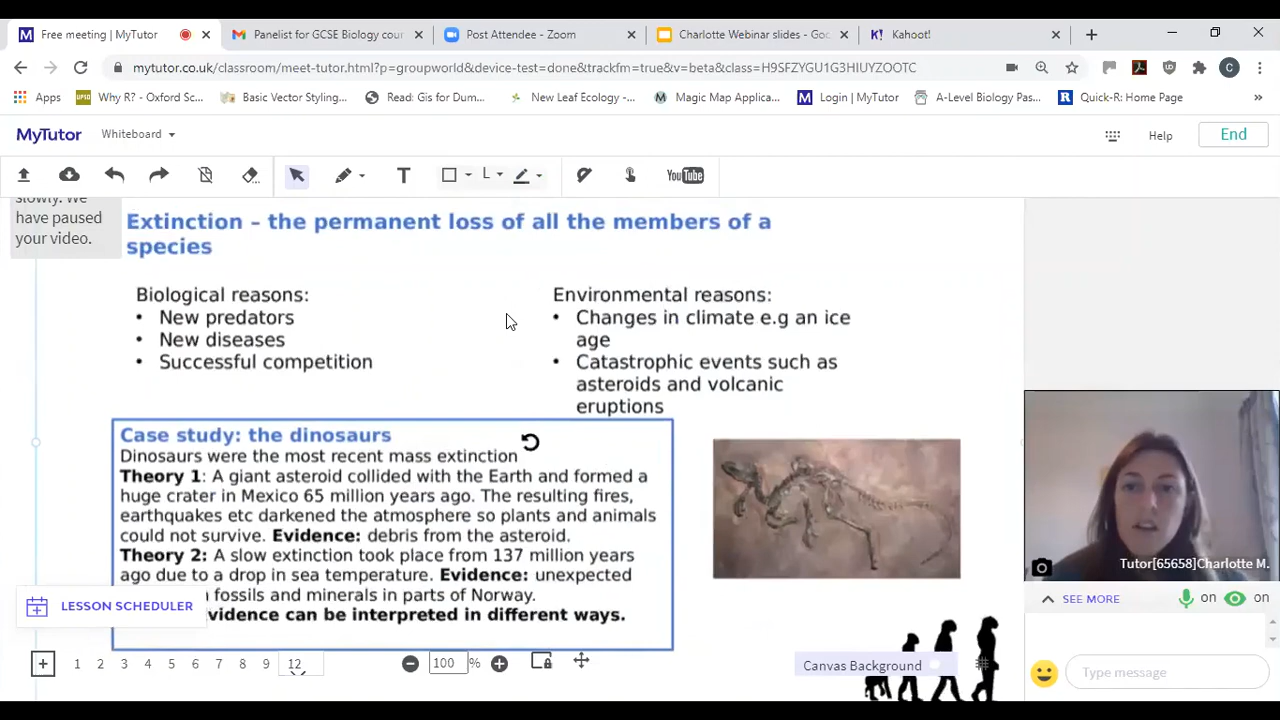 Free meeting | MyTutor
Panelist for GCSE Biology cour
Post Attendee - Zoom
Charlotte Webinar slides - Goo
Kahoot!
mytutor.co.uk/classroom/meet-tutor.html?p=groupworld&device-test=done&trackfm=true&v=beta&class=H9SFZYGU1G3HIUYZOOTC
C
Apps
Why R? - Oxford Sc...
Basic Vector Styling...
Read: Gis for Dum...
New Leaf Ecology -...
Magic Map Applica...
Login | MyTutor
A-Level Biology Pas...
Quick-R: Home Page
»
MyTutor
Whiteboard
Help
End
T
L
YouTube
slowly. We
have paused
your video.
Extinction – the permanent loss of all the members of a
species
Biological reasons:
• New predators
• New diseases
• Successful competition
Environmental reasons:
• Changes in climate e.g an ice
age
• Catastrophic events such as
asteroids and volcanic
eruptions
Case study: the dinosaurs
Dinosaurs were the most recent mass extinction
Theory 1: A giant asteroid collided with the Earth and formed a
huge crater in Mexico 65 million years ago. The resulting fires,
earthquakes etc darkened the atmosphere so plants and animals
could not survive. Evidence: debris from the asteroid.
Theory 2: A slow extinction took place from 137 million years
ago due to a drop in sea temperature. Evidence: unexpected
fossils and minerals in parts of Norway.
vidence can be interpreted in different ways.
LESSON SCHEDULER
Tutor[65658]Charlotte M.
SEE MORE
on
on
Type message
1 2 3 4 5 6 7 8 9 12
100 %
Canvas Background